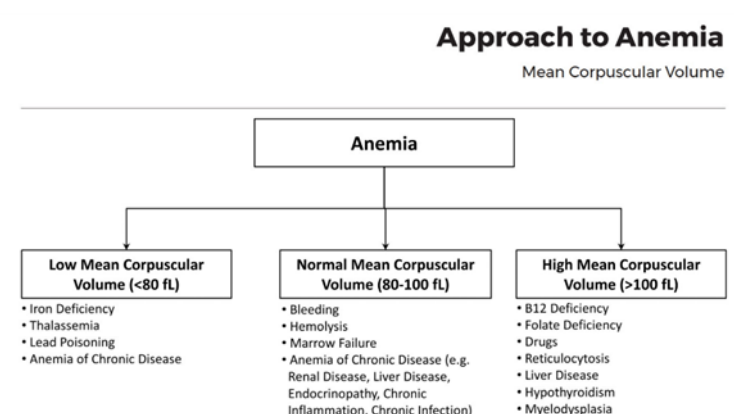 Approach to Anemia
Mean Corpuscular Volume
Anemia
Low Mean Corpuscular
Volume (<80 fL)
• Iron Deficiency
• Thalassemia
• Lead Poisoning
• Anemia of Chronic Disease
Normal Mean Corpuscular
Volume (80-100 fL)
• Bleeding
• Hemolysis
• Marrow Failure
• Anemia of Chronic Disease (e.g.
Renal Disease, Liver Disease,
Endocrinopathy, Chronic
Inflammation, Chronic Infection)
High Mean Corpuscular
Volume (>100 fL)
• B12 Deficiency
• Folate Deficiency
• Drugs
• Reticulocytosis
• Liver Disease
• Hypothyroidism
• Myelodysplasia